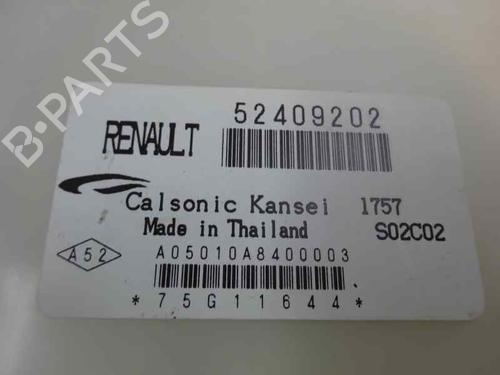 B-PARTS
52409202
RENAULT
Calsonic Kansei 1757
Made in Thailand S02C02
A52 A05010A8400003
*75G11644*